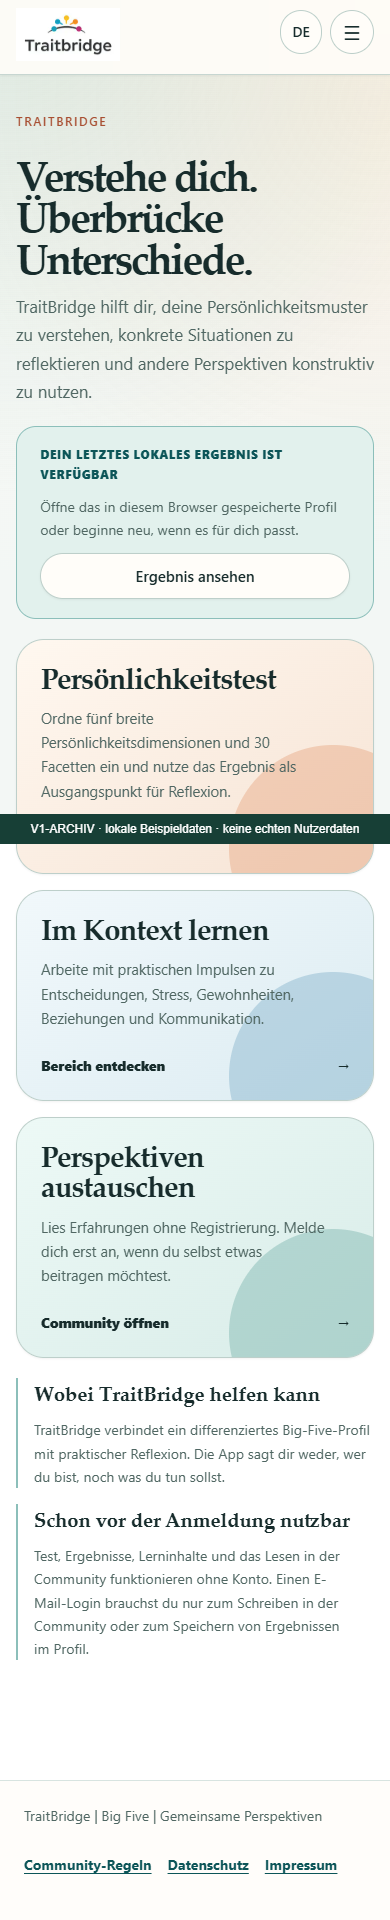 Traitbridge
DE
TRAITBRIDGE
Verstehe dich.
Überbrücke
Unterschiede.
TraitBridge hilft dir, deine Persönlichkeitsmuster
zu verstehen, konkrete Situationen zu
reflektieren und andere Perspektiven konstruktiv
zu nutzen.
DEIN LETZTES LOKALES ERGEBNIS IST
VERFÜGBAR
Öffne das in diesem Browser gespeicherte Profil
oder beginne neu, wenn es für dich passt.
Ergebnis ansehen
Persönlichkeitstest
Ordne fünf breite
Persönlichkeitsdimensionen und 30
Facetten ein und nutze das Ergebnis als
Ausgangspunkt für Reflexion.
V1-ARCHIV · lokale Beispieldaten · keine echten Nutzerdaten
Im Kontext lernen
Arbeite mit praktischen Impulsen zu
Entscheidungen, Stress, Gewohnheiten,
Beziehungen und Kommunikation.
Bereich entdecken →
Perspektiven
austauschen
Lies Erfahrungen ohne Registrierung. Melde
dich erst an, wenn du selbst etwas
beitragen möchtest.
Community öffnen →
Wobei TraitBridge helfen kann
TraitBridge verbindet ein differenziertes Big-Five-Profil
mit praktischer Reflexion. Die App sagt dir weder, wer
du bist, noch was du tun sollst.
Schon vor der Anmeldung nutzbar
Test, Ergebnisse, Lerninhalte und das Lesen in der
Community funktionieren ohne Konto. Einen E-
Mail-Login brauchst du nur zum Schreiben in der
Community oder zum Speichern von Ergebnissen
im Profil.
TraitBridge | Big Five | Gemeinsame Perspektiven
Community-Regeln Datenschutz Impressum